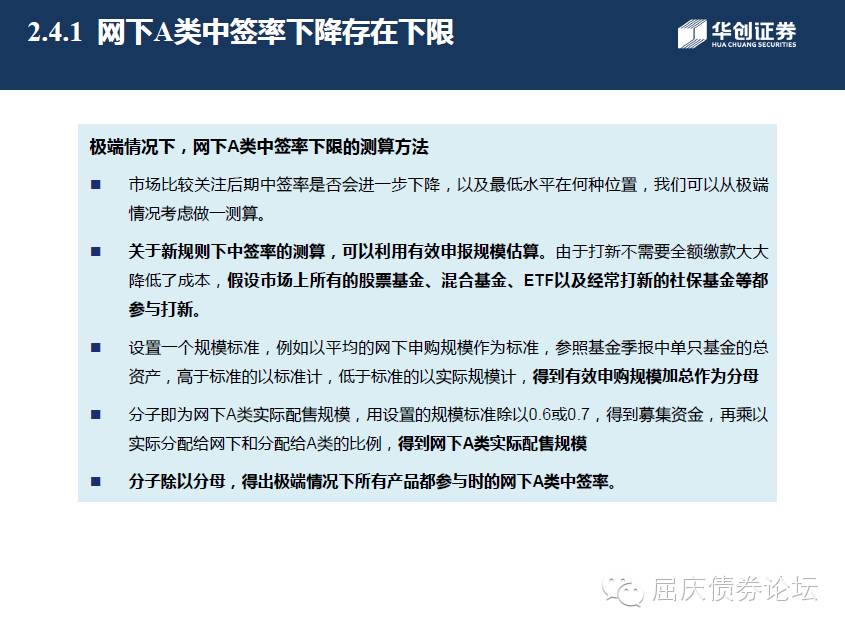 2.4.1 网下A类中签率下降存在下限
华创证券
HUA CHUANG SECURITIES
极端情况下，网下A类中签率下限的测算方法
■ 市场比较关注后期中签率是否会进一步下降，以及最低水平在何种位置，我们可以从极端
情况考虑做一测算。
■ 关于新规则下中签率的测算，可以利用有效申报规模估算。由于打新不需要全额缴款大大
降低了成本，假设市场上所有的股票基金、混合基金、ETF以及经常打新的社保基金等都
参与打新。
■ 设置一个规模标准，例如以平均的网下申购规模作为标准，参照基金季报中单只基金的总
资产，高于标准的以标准计，低于标准的以实际规模计，得到有效申购规模加总作为分母
■ 分子即为网下A类实际配售规模，用设置的规模标准除以0.6或0.7，得到募集资金，再乘以
实际分配给网下和分配给A类的比例，得到网下A类实际配售规模
■ 分子除以分母，得出极端情况下所有产品都参与时的网下A类中签率。
屈庆债券论坛